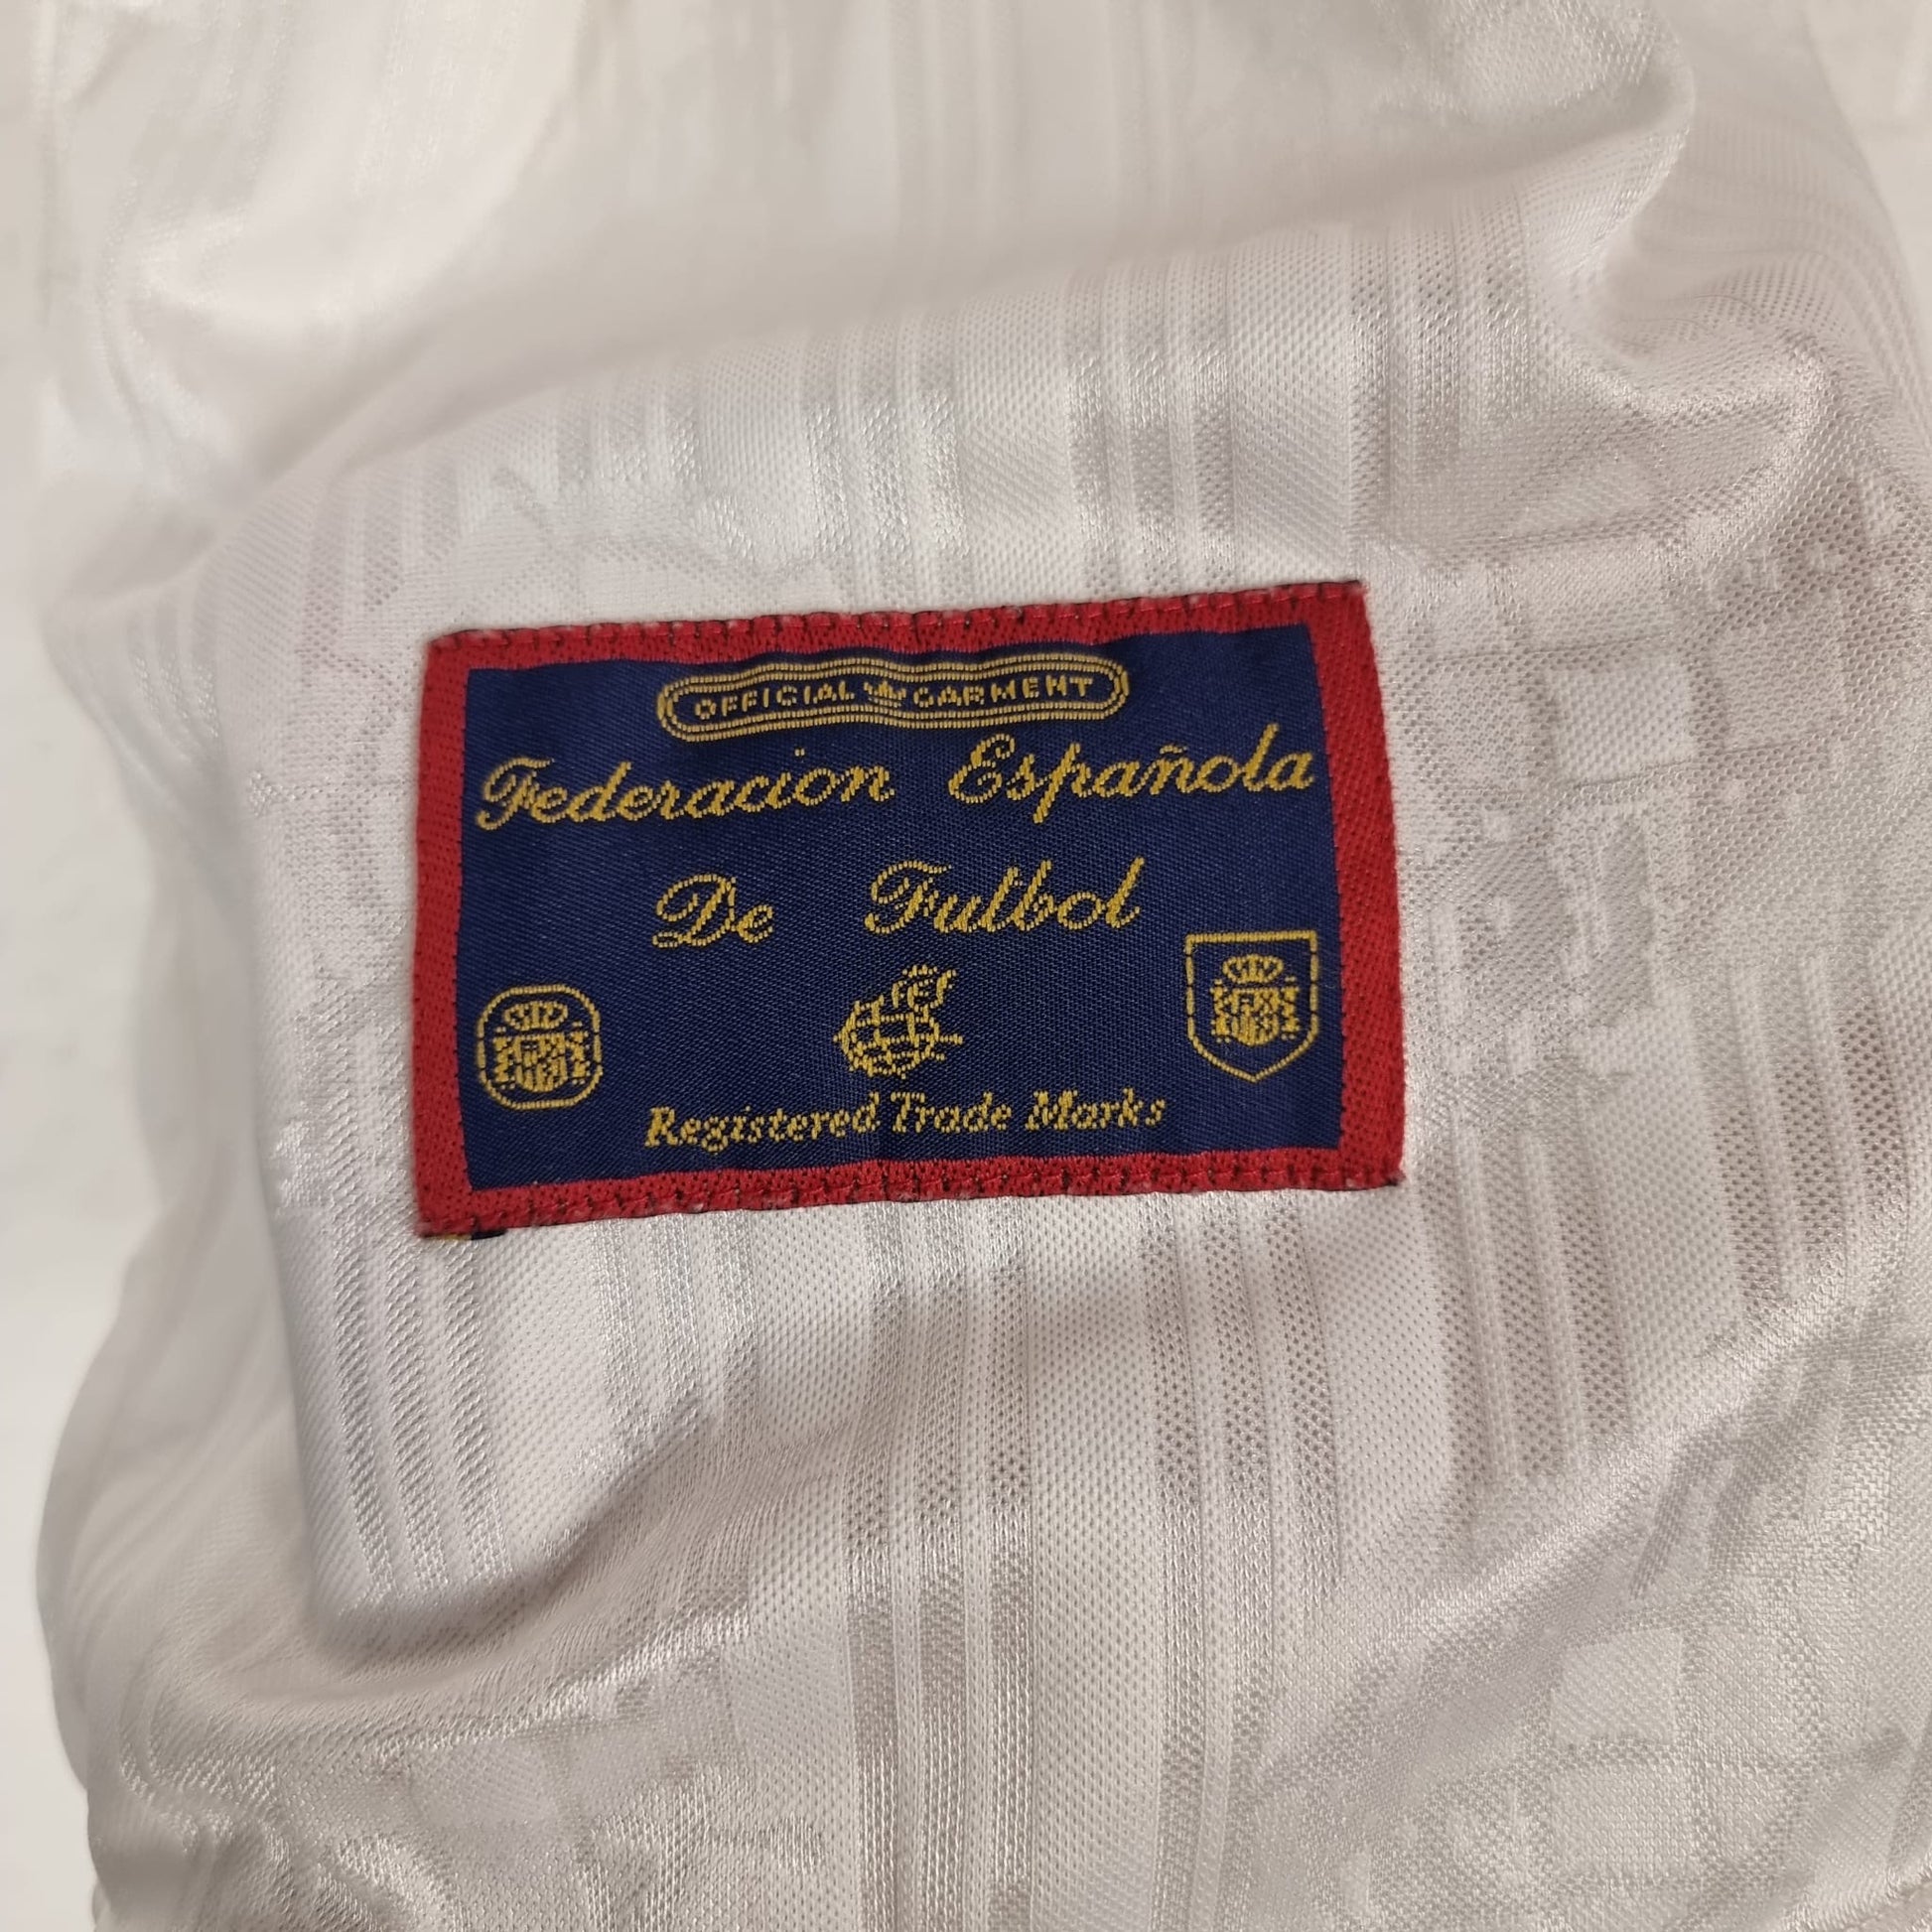 OFFICIAL GARMENT
Federacion Española
De Futbol
Registered Trade Marks